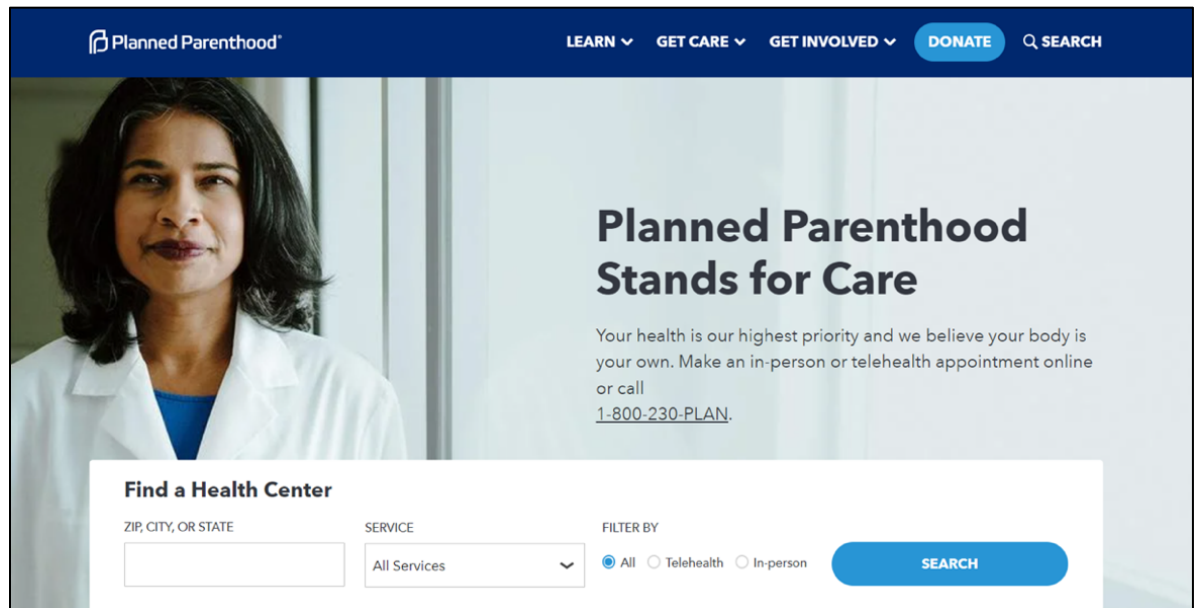 Planned Parenthood®
LEARN GET CARE GET INVOLVED DONATE SEARCH
Planned Parenthood
Stands for Care
Your health is our highest priority and we believe your body is
your own. Make an in-person or telehealth appointment online
or call
1-800-230-PLAN.
Find a Health Center
ZIP, CITY, OR STATE
SERVICE
FILTER BY
All Services
All Telehealth In-person
SEARCH